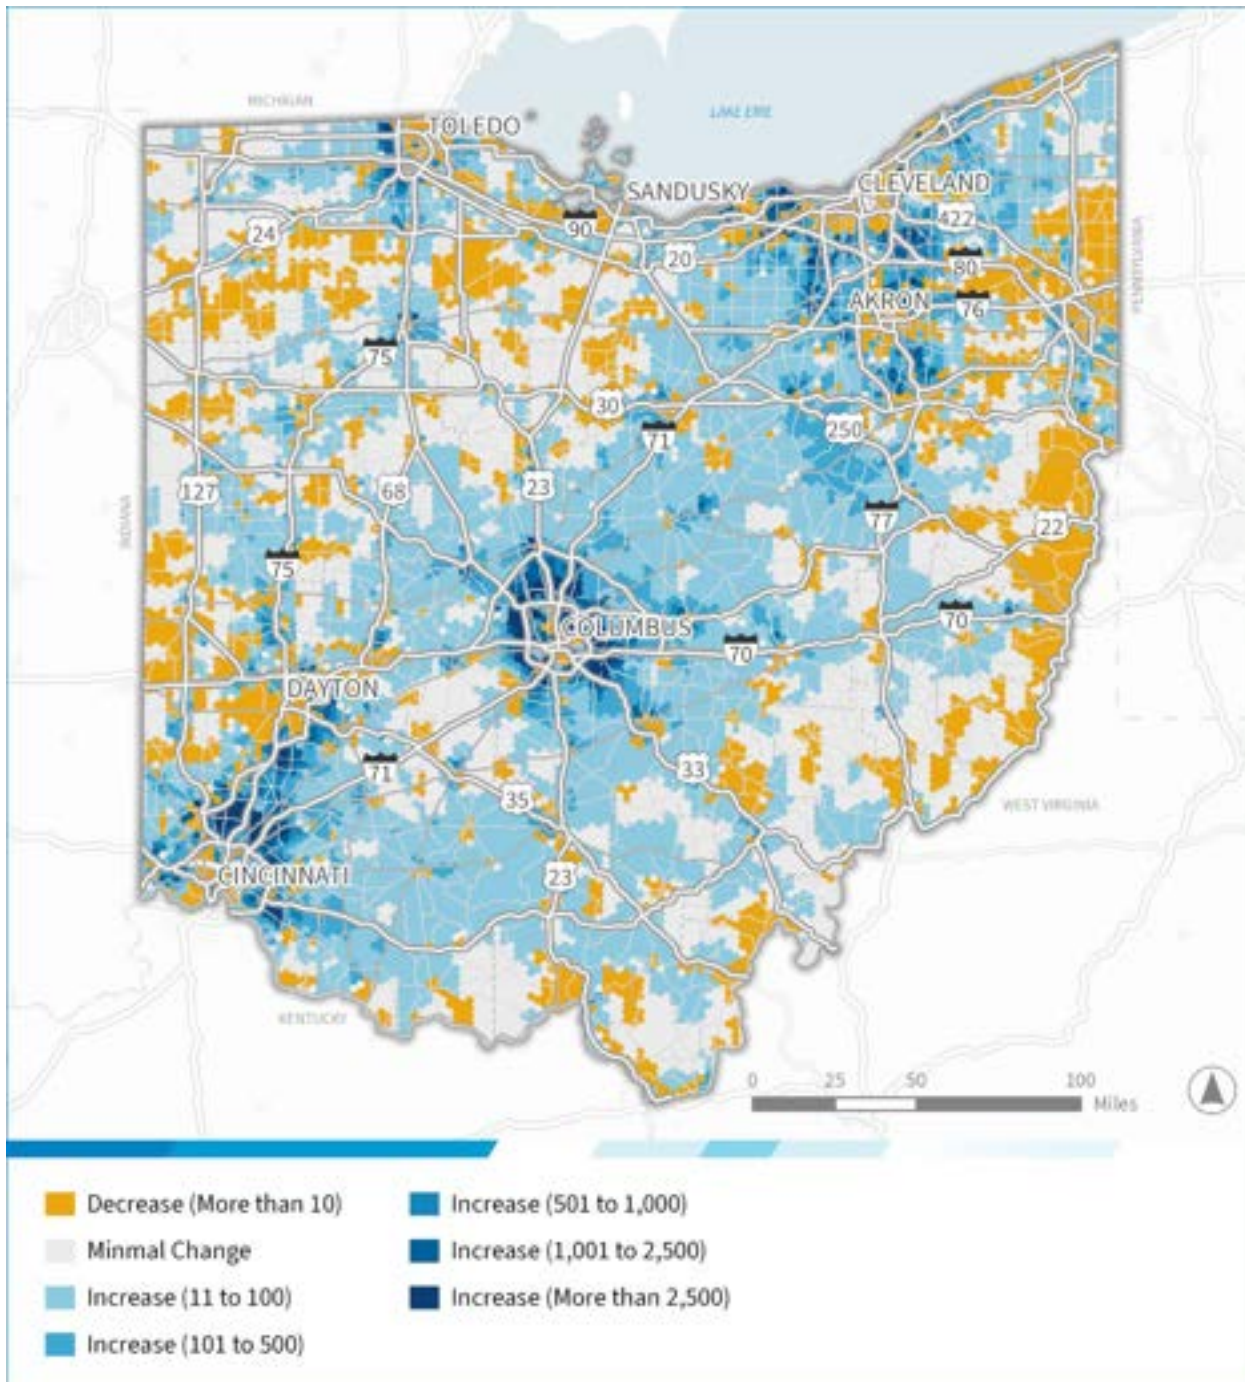 MICHIGAN
LAKE ERIE
TOLEDO
SANDUSKY
CLEVELAND
90
422
24
20
80
PENNSYLVANIA
AKRON
76
75
30
71
250
127
68
23
77
22
INDIANA
75
COLUMBUS
70
70
DAYTON
71
33
35
WEST VIRGINIA
CINCINNATI
23
KENTUCKY
0 25 50 100
Miles
Decrease (More than 10)
Minmal Change
Increase (11 to 100)
Increase (101 to 500)
Increase (501 to 1,000)
Increase (1,001 to 2,500)
Increase (More than 2,500)